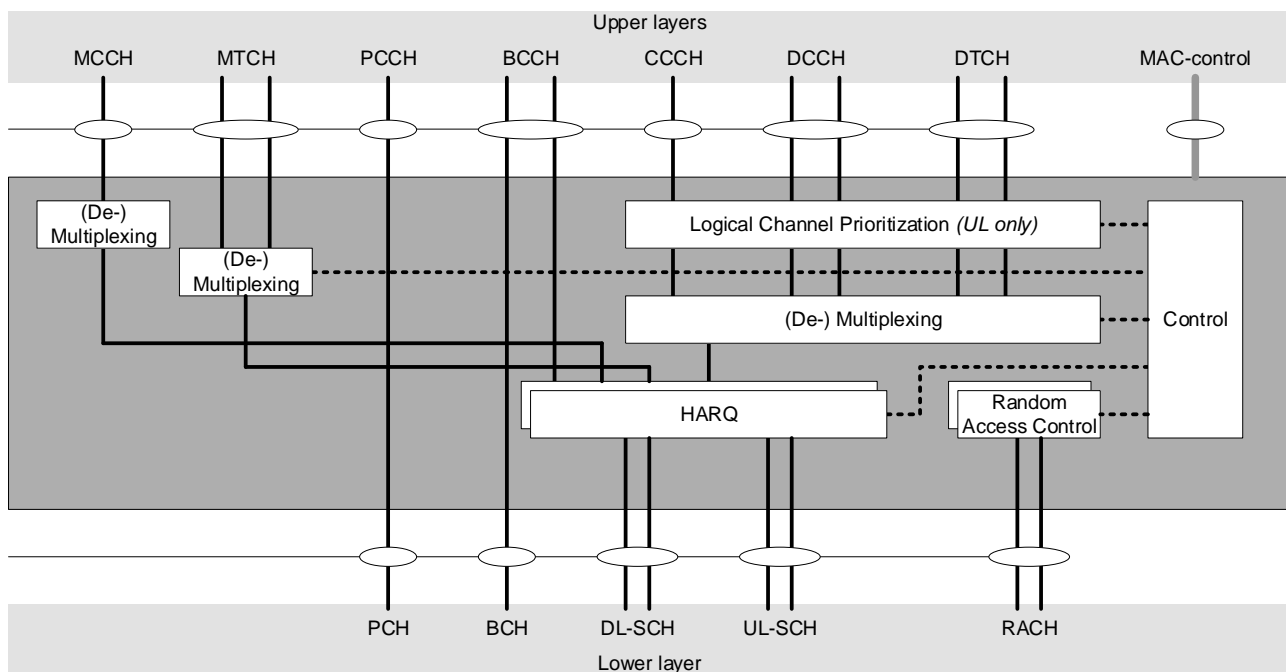 Upper layers
MCCH MTCH PCCH BCCH CCCH DCCH DTCH MAC-control
(De-)
Multiplexing
Logical Channel Prioritization (UL only)
(De-)
Multiplexing
(De-) Multiplexing
Control
HARQ
Random
Access Control
PCH BCH DL-SCH UL-SCH RACH
Lower layer